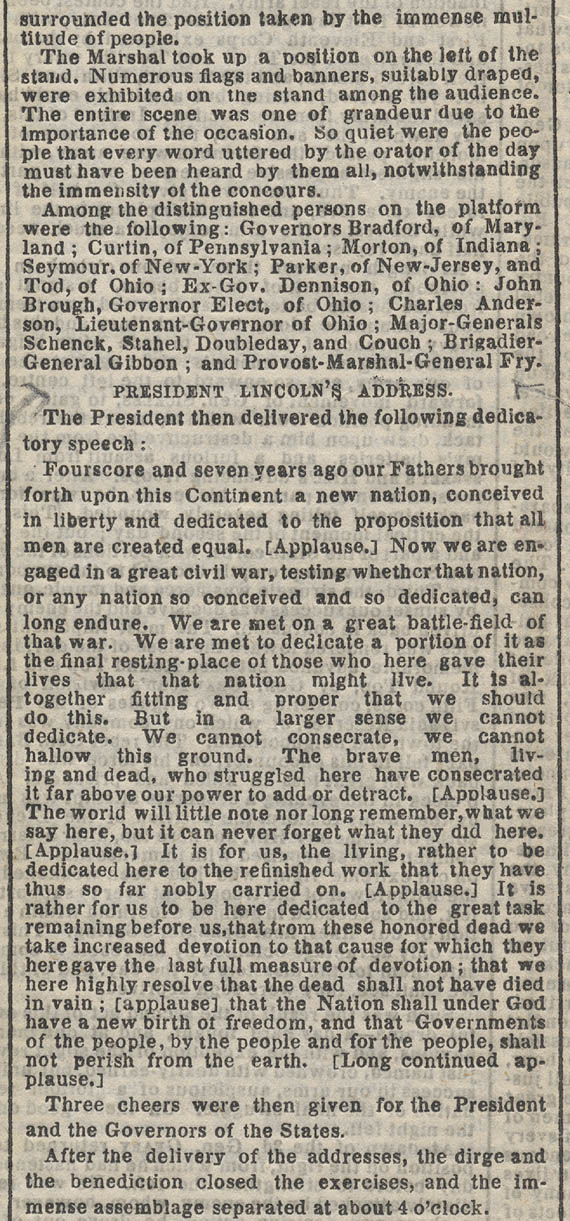 surrounded the position taken by the immense mul-
titude of people.
The Marshal took up a position on the left of the
stand. Numerous flags and banners, suitably draped,
were exhibited on the stand among the audience.
The entire scene was one of grandeur due to the
importance of the occasion. So quiet were the peo-
ple that every word uttered by the orator of the day
must have been heard by them all, notwithstanding
the immensity of the concours.
Among the distinguished persons on the platform
were the following: Governors Bradford, of Mary-
land; Curtin, of Pennsylvania; Morton, of Indiana;
Seymour, of New-York; Parker, of New-Jersey, and
Tod, of Ohio; Ex-Gov. Dennison, of Ohio: John
Brough, Governor Elect, of Ohio; Charles Ander-
son, Lieutenant-Governor of Ohio; Major-Generals
Schenck, Stahel, Doubleday, and Couch; Brigadier-
General Gibbon; and Provost-Marshal-General Fry.
PRESIDENT LINCOLN'S ADDRESS.
The President then delivered the following dedica-
tory speech:
Fourscore and seven years ago our Fathers brought
forth upon this Continent a new nation, conceived
in liberty and dedicated to the proposition that all
men are created equal. [Applause.] Now we are en-
gaged in a great civil war, testing whether that nation,
or any nation so conceived and so dedicated, can
long endure. We are met on a great battle-field of
that war. We are met to dedicate a portion of it as
the final resting-place of those who here gave their
lives that that nation might live. It is al-
together fitting and proper that we should
do this. But in a larger sense we cannot
dedicate. We cannot consecrate, we cannot
hallow this ground. The brave men, liv-
ing and dead, who struggled here have consecrated
it far above our power to add or detract. [Applause.]
The world will little note nor long remember, what we
say here, but it can never forget what they did here.
[Applause.] It is for us, the living, rather to be
dedicated here to the refinished work that they have
thus so far nobly carried on. [Applause.] It is
rather for us to be here dedicated to the great task
remaining before us, that from these honored dead we
take increased devotion to that cause for which they
here gave the last full measure of devotion; that we
here highly resolve that the dead shall not have died
in vain; [applause] that the Nation shall under God
have a new birth of freedom, and that Governments
of the people, by the people and for the people, shall
not perish from the earth. [Long continued ap-
plause.]
Three cheers were then given for the President
and the Governors of the States.
After the delivery of the addresses, the dirge and
the benediction closed the exercises, and the im-
mense assemblage separated at about 4 o'clock.